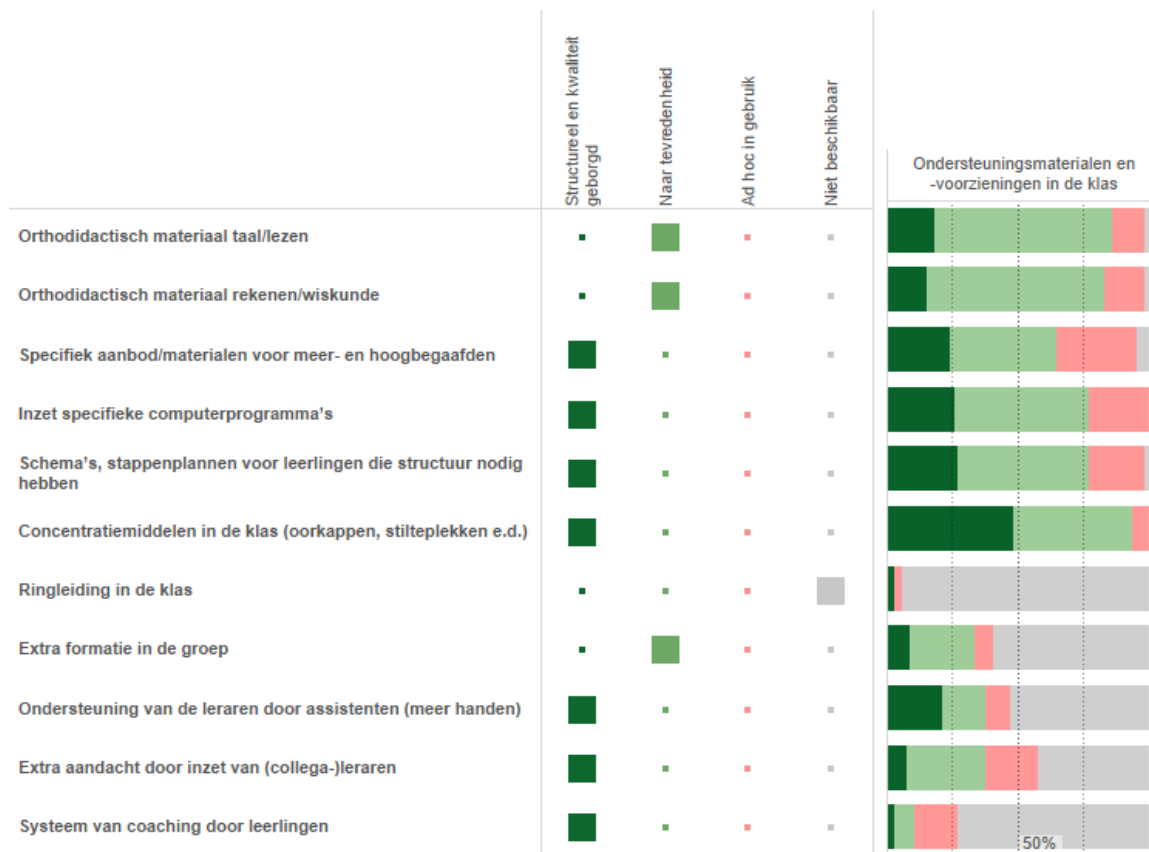 Structureel en kwaliteit
geborgd
Naar tevredenheid
Ad hoc in gebruik
Niet beschikbaar
Ondersteuningsmaterialen en
-voorzieningen in de klas
Orthodidactisch materiaal taal/lezen
Orthodidactisch materiaal rekenen/wiskunde
Specifiek aanbod/materialen voor meer- en hoogbegaafden
Inzet specifieke computerprogramma's
Schema's, stappenplannen voor leerlingen die structuur nodig
hebben
Concentratiemiddelen in de klas (oorkappen, stilteplekken e.d.)
Ringleiding in de klas
Extra formatie in de groep
Ondersteuning van de leraren door assistenten (meer handen)
Extra aandacht door inzet van (collega-)leraren
Systeem van coaching door leerlingen
50%